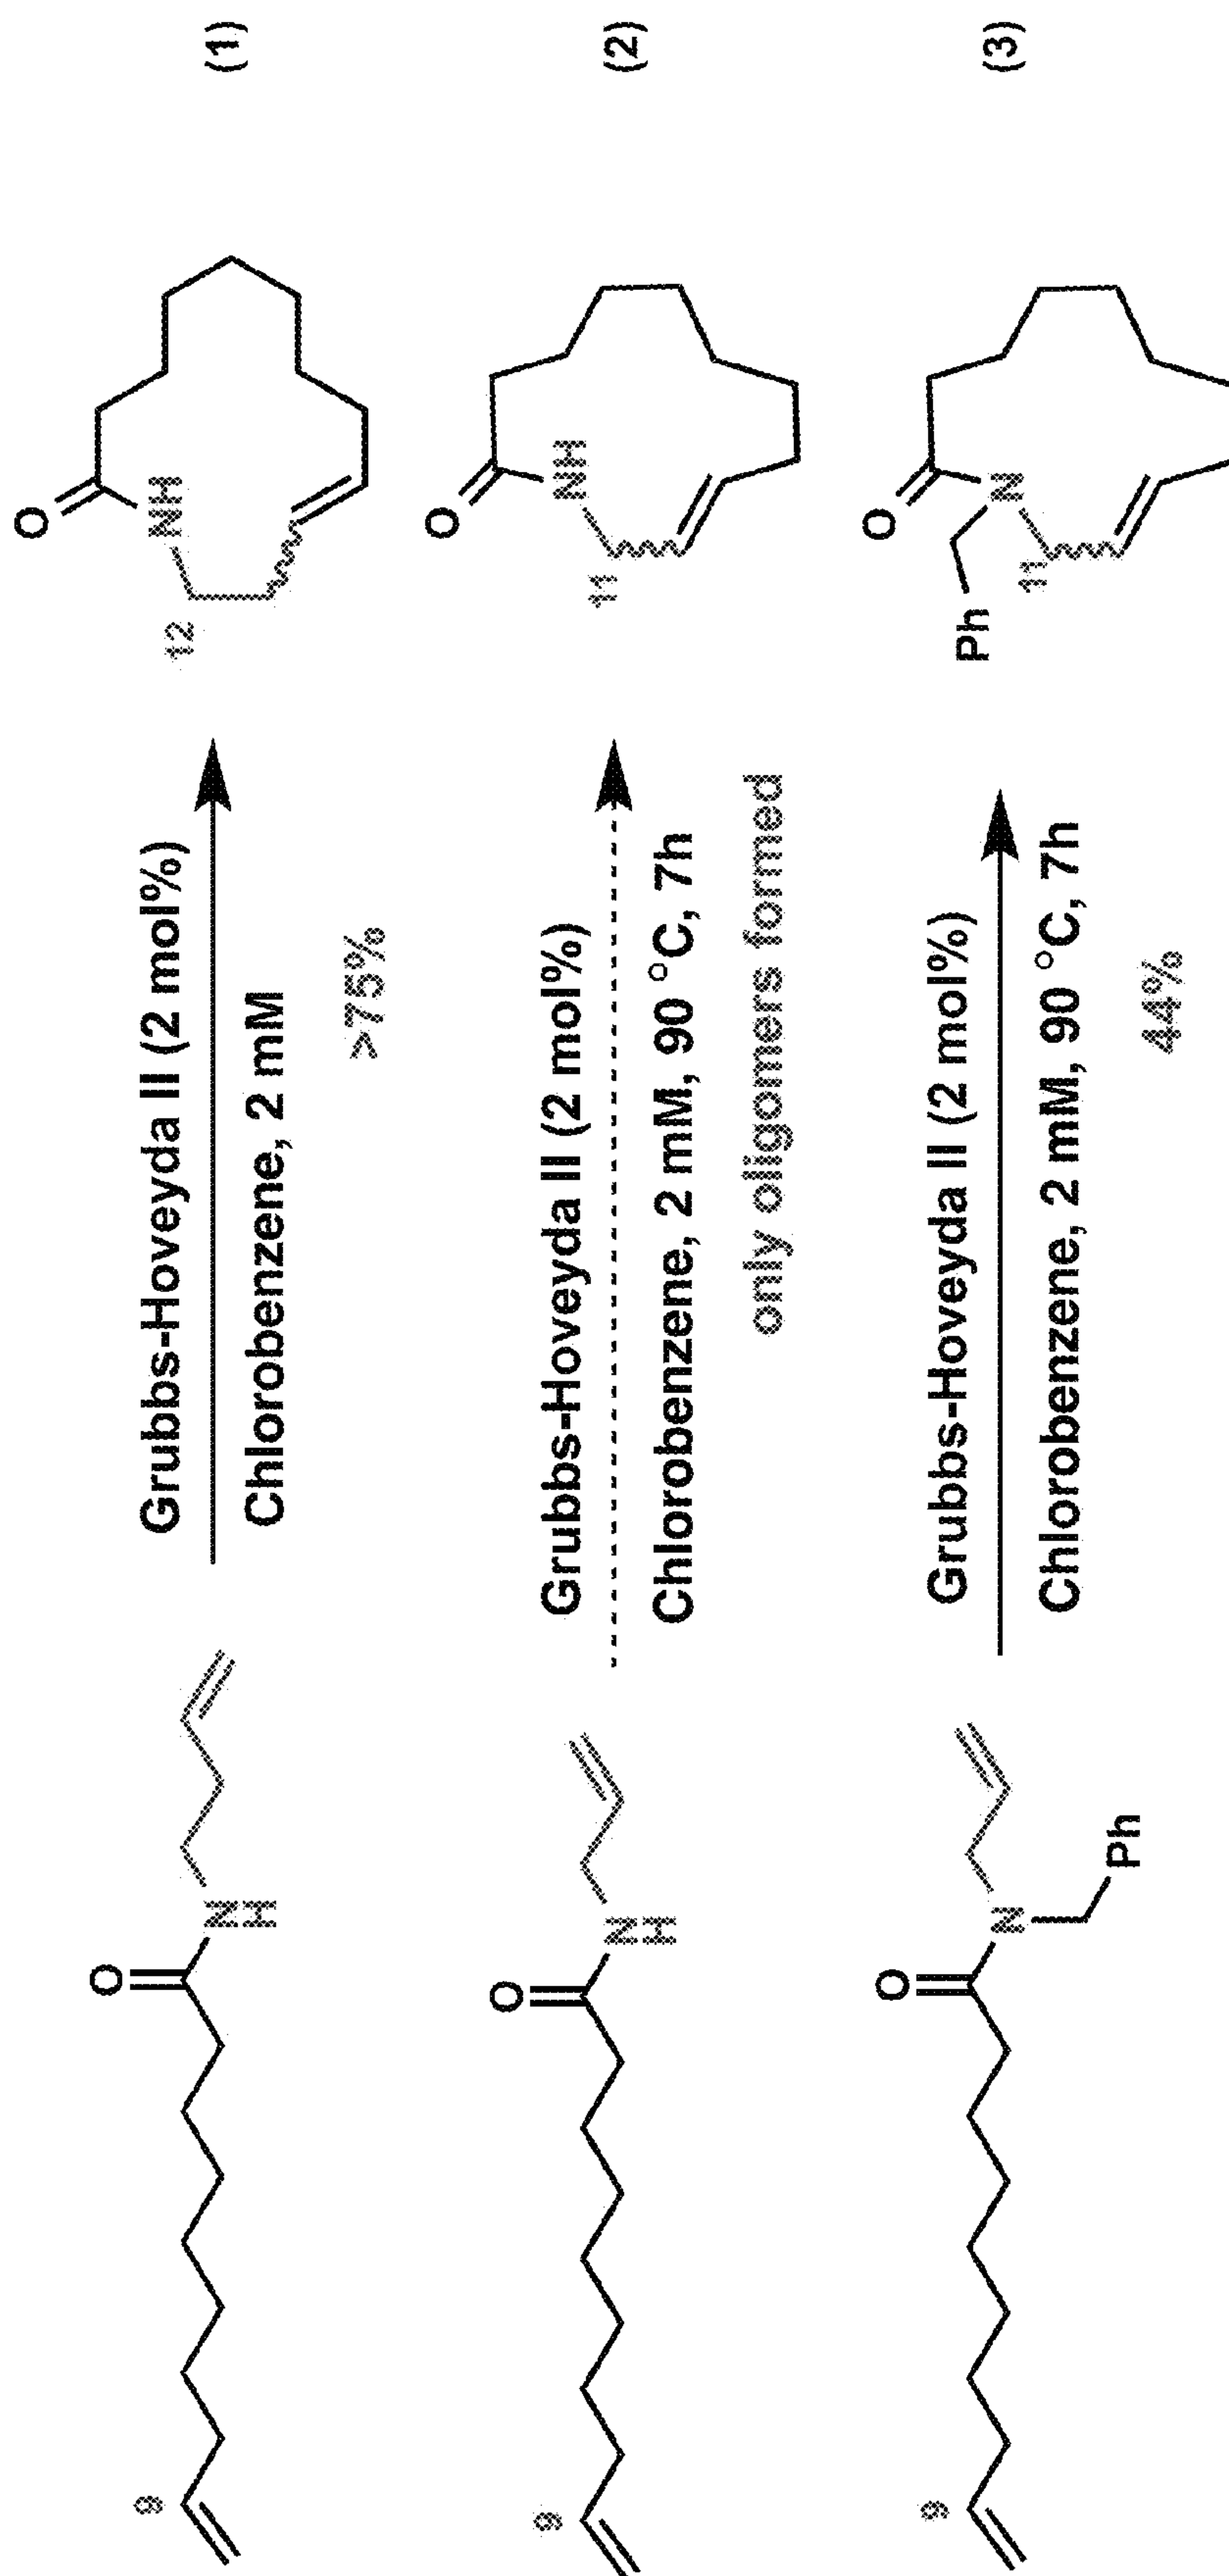 9
O
N
H
Grubbs-Hoveyda II (2 mol%)
Chlorobenzene, 2 mM
>75%
O
NH
12
(1)
9
O
N
H
Grubbs-Hoveyda II (2 mol%)
Chlorobenzene, 2 mM, 90 °C, 7h
only oligomers formed
O
NH
11
(2)
9
O
N
Ph
Grubbs-Hoveyda II (2 mol%)
Chlorobenzene, 2 mM, 90 °C, 7h
44%
O
N
Ph
11
(3)